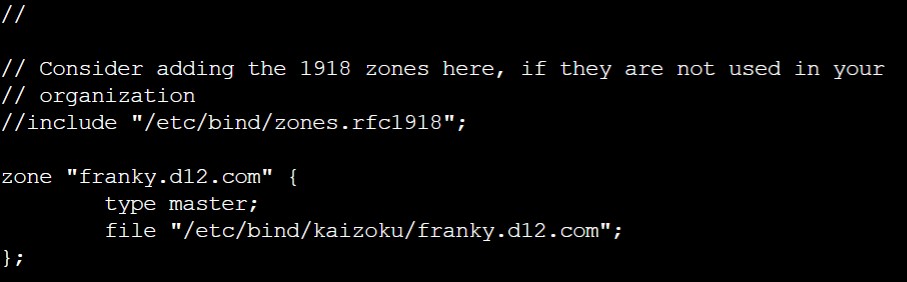 //
// Consider adding the 1918 zones here, if they are not used in your
// organization
//include "/etc/bind/zones.rfc1918";
zone "franky.d12.com" {
type master;
file "/etc/bind/kaizoku/franky.d12.com";
};